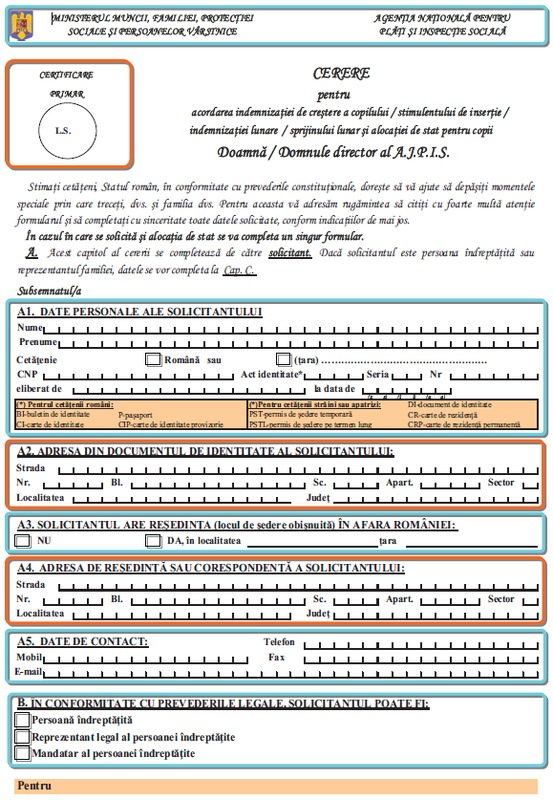 MINISTERUL MUNCII, FAMILIEI, PROTECȚIEI
SOCIALE ȘI PERSOANELOR VÂRSTNICE
AGENȚIA NAȚIONALĂ PENTRU
PLĂȚI ȘI INSPECȚIE SOCIALĂ
CERTIFICARE
PRIMAR
L.S.
CERERE
pentru
acordarea indemnizației de creștere a copilului / stimulentului de inserție /
indemnizației lunare / sprijinului lunar și alocației de stat pentru copii
Doamnă / Domnule director al A.J.P.I.S.
Stimați cetățeni, Statul român, în conformitate cu prevederile constituționale, dorește să vă ajute să depășiți momentele
speciale prin care treceți, dvs. și familia dvs. Pentru aceasta vă adresăm rugămintea să citiți cu foarte multă atenție
formularul și să completați cu sinceritate toate datele solicitate, conform indicațiilor de mai jos.
În cazul în care se solicită și alocația de stat se va completa un singur formular.
A. Acest capitol al cererii se completează de către solicitant. Dacă solicitantul este persoana îndreptățită sau
reprezentantul familiei, datele se vor completa la Cap. C.
Subsemnatul/a
A1. DATE PERSONALE ALE SOLICITANTULUI
Nume
Prenume
Cetățenie Română sau (țara) ..................................................
CNP Act identitate* Seria Nr
eliberat de la data de
(*) Pentru cetățenii români:
BI-buletin de identitate P-pașaport
CI-carte de identitate CIP-carte de identitate provizorie
(*)Pentru cetățenii străini sau apatrizi: DI-document de identitate
PST-permis de ședere temporară CR-carte de rezidență
PSTL-permis de ședere pe termen lung CRP-carte de rezidență permanentă
A2. ADRESA DIN DOCUMENTUL DE IDENTITATE AL SOLICITANTULUI:
Strada
Nr. Bl. Sc. Apart. Sector
Localitatea Județ
A3. SOLICITANTUL ARE REȘEDINȚA (locul de ședere obișnuită) ÎN AFARA ROMÂNIEI:
NU DA, în localitatea țara
A4. ADRESA DE REȘEDINTĂ SAU CORESPONDENTĂ A SOLICITANTULUI:
Strada
Nr. Bl. Sc. Apart. Sector
Localitatea Județ
A5. DATE DE CONTACT: Telefon
Mobil Fax
E-mail
B. ÎN CONFORMITATE CU PREVEDERILE LEGALE, SOLICITANTUL POATE FI:
Persoană îndreptățită
Reprezentant legal al persoanei îndreptățite
Mandatar al persoanei îndreptățite
Pentru